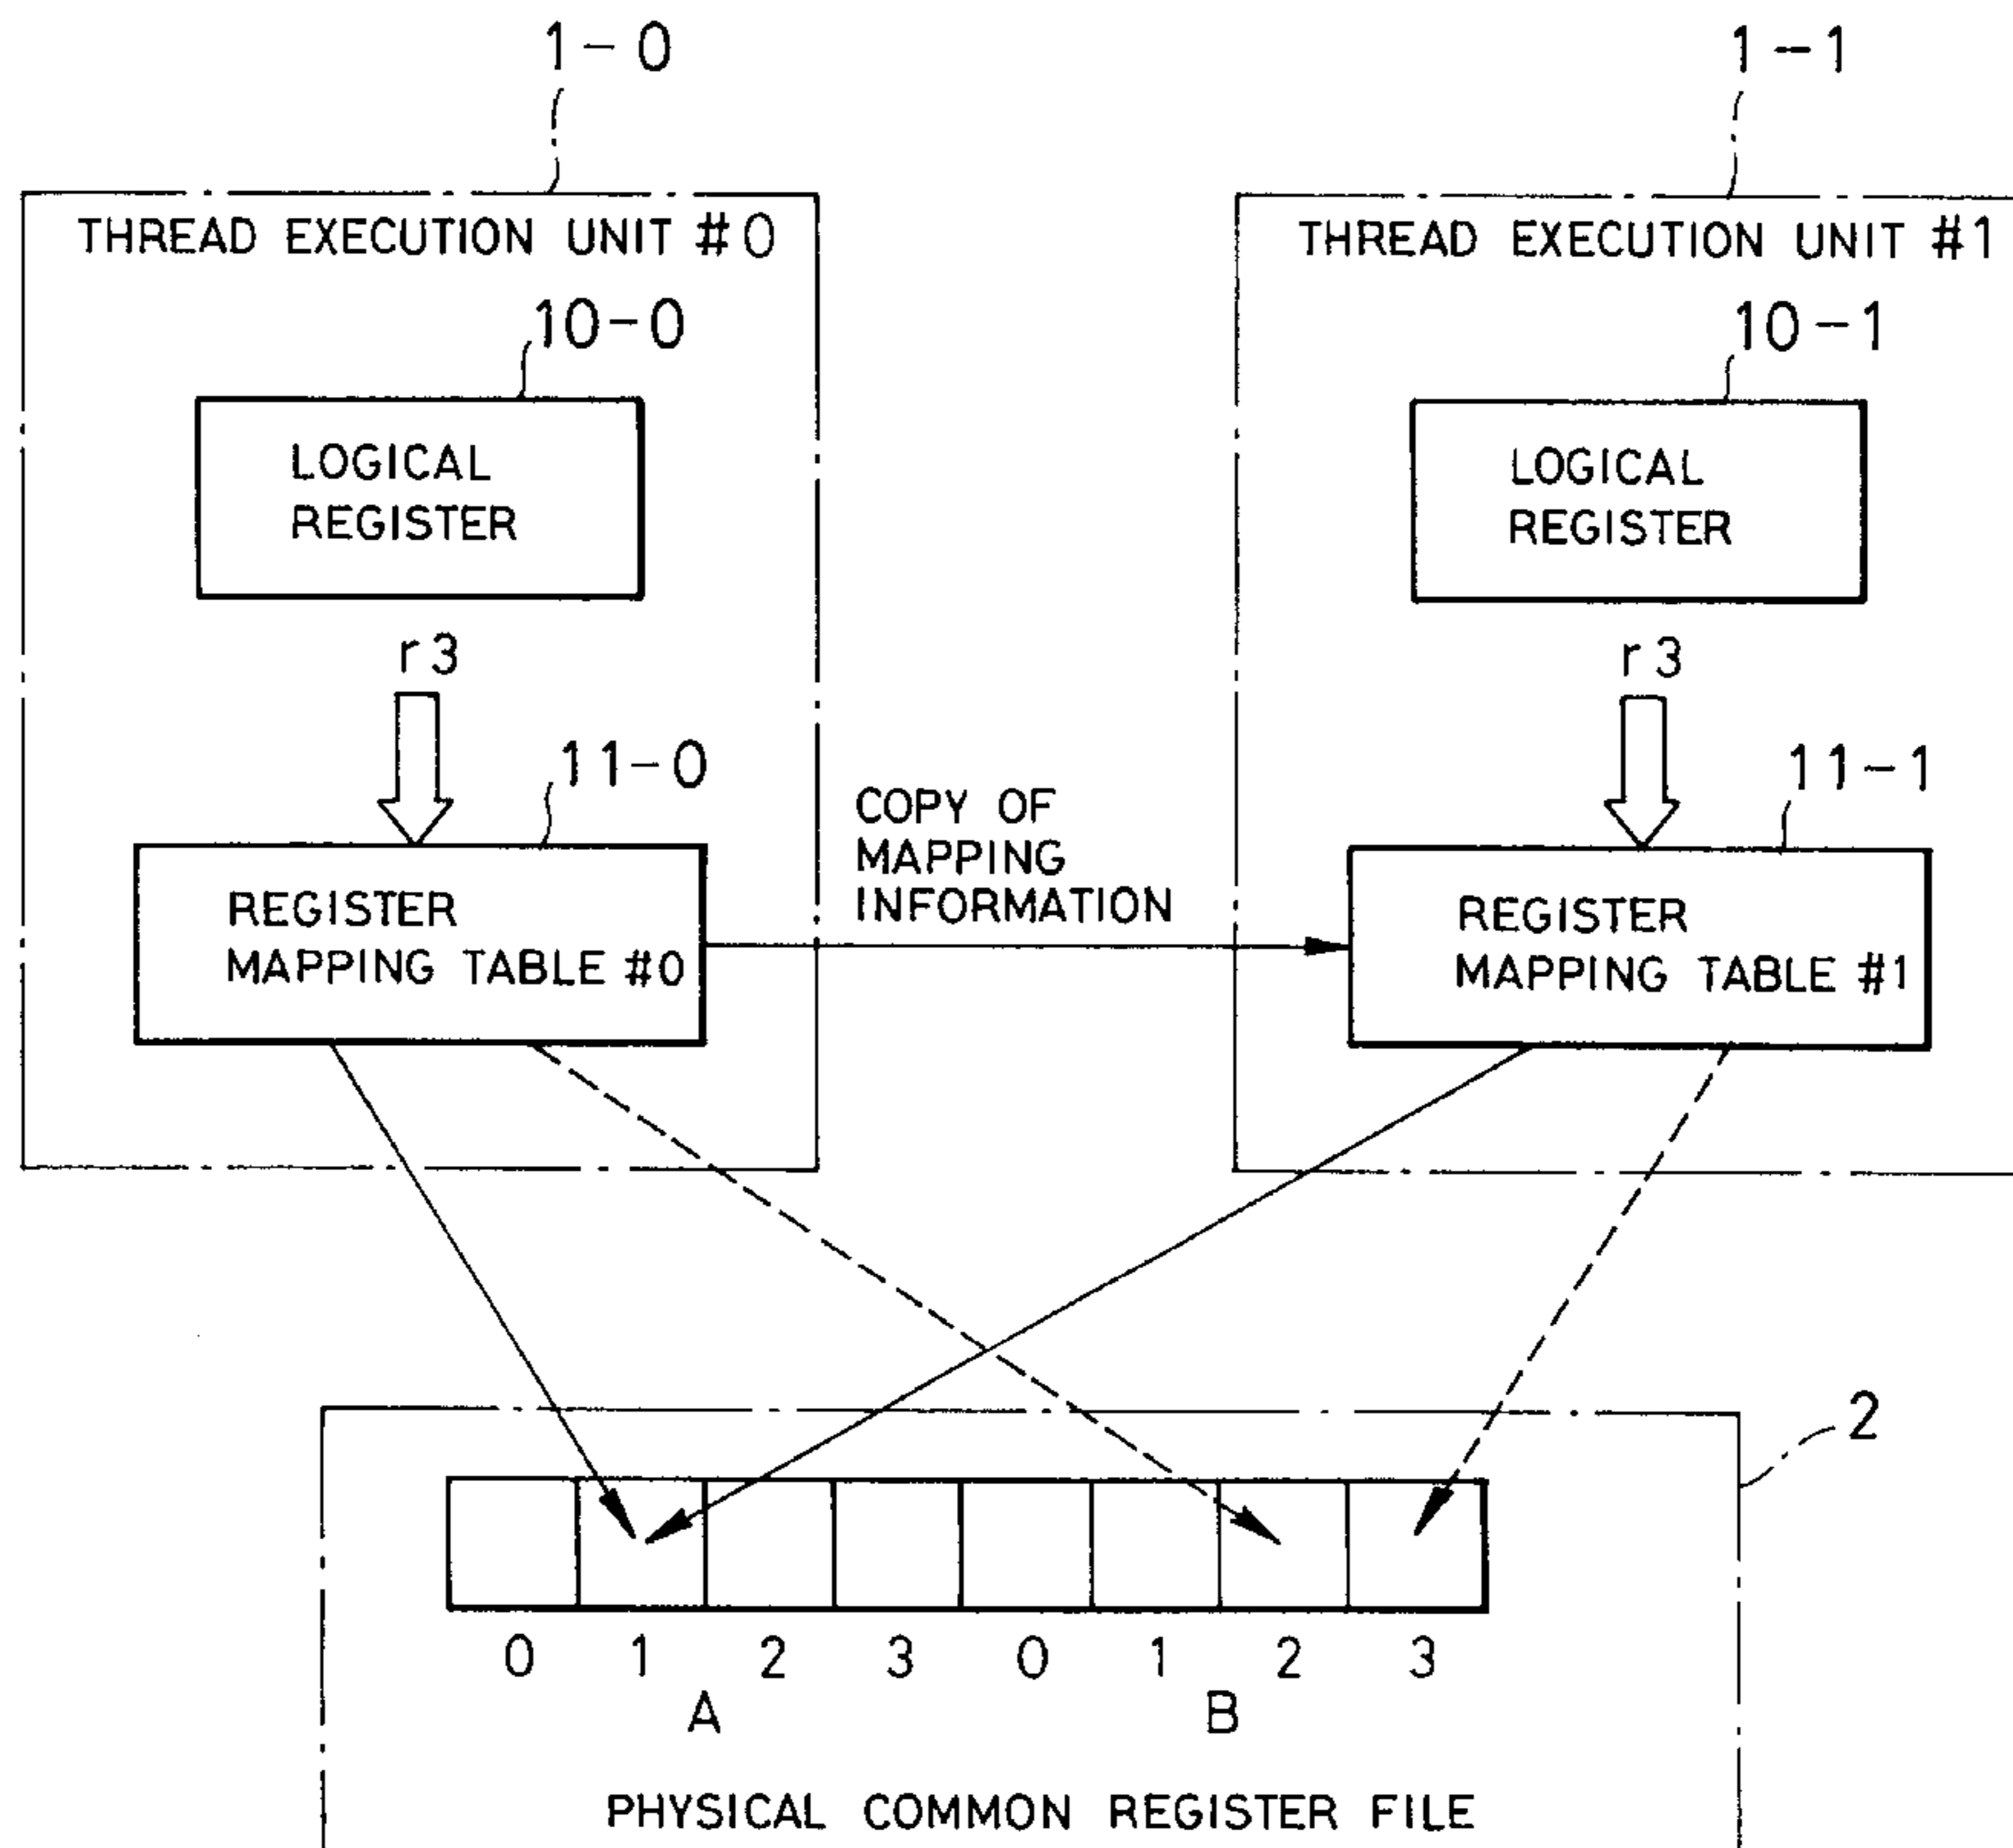 1-0
1-1
THREAD EXECUTION UNIT #0
THREAD EXECUTION UNIT #1
10-0
10-1
LOGICAL
REGISTER
LOGICAL
REGISTER
r3
r3
11-0
11-1
COPY OF
MAPPING
INFORMATION
REGISTER
MAPPING TABLE #0
REGISTER
MAPPING TABLE #1
2
0 1 2 3 0 1 2 3
A B
PHYSICAL COMMON REGISTER FILE